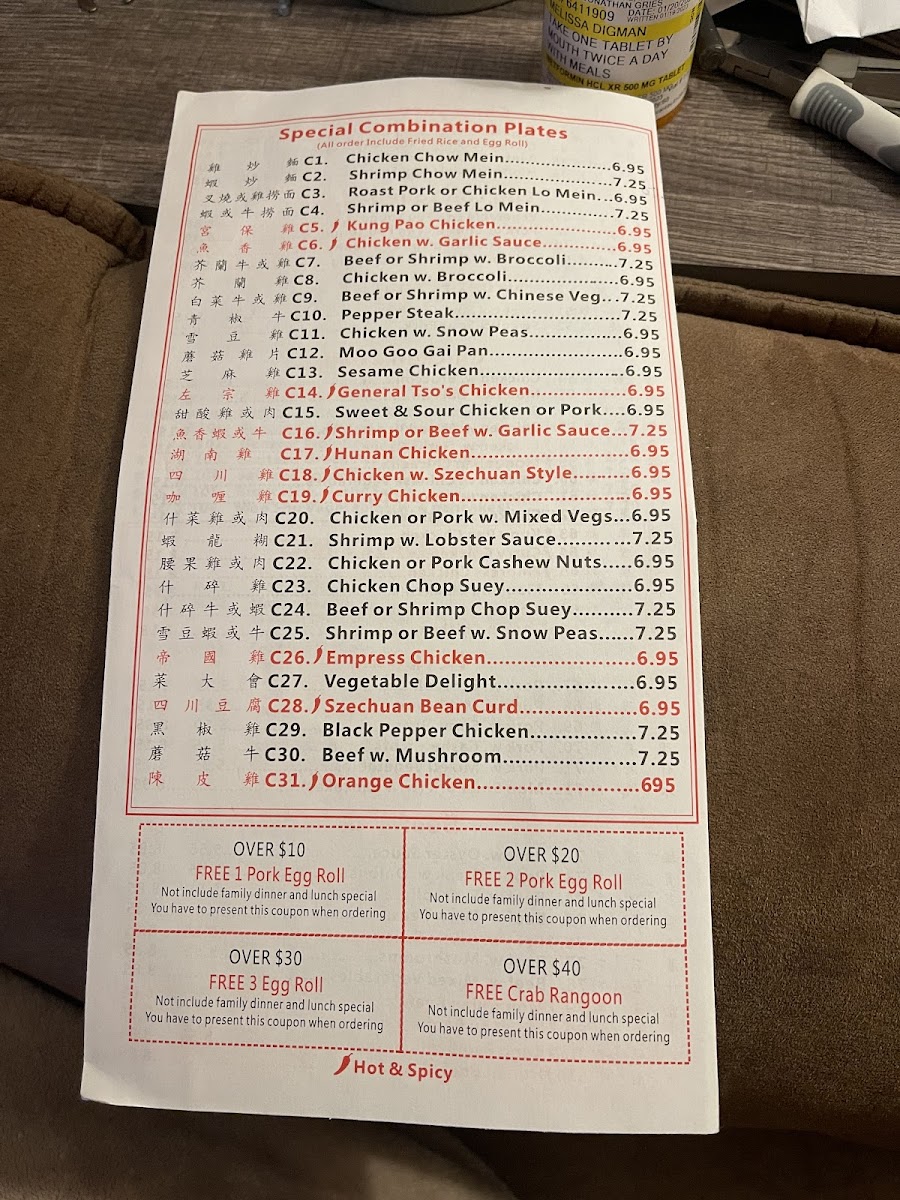 6411909
DATE: 01/20/
WRITTEN
MELISSA DIGMAN
TAKE ONE TABLET BY
MOUTH TWICE A DAY
WITH MEALS
METFORMIN HCL XR 500 MG TABLET
Special Combination Plates
(All order Include Fried Rice and Egg Roll)
雞炒麵 C1. Chicken Chow Mein 6.95
蝦炒麵 C2. Shrimp Chow Mein 7.25
叉燒或雞撈面 C3. Roast Pork or Chicken Lo Mein 6.95
蝦或牛撈面 C4. Shrimp or Beef Lo Mein 7.25
宮保雞 C5. Kung Pao Chicken 6.95
魚香雞 C6. Chicken w. Garlic Sauce 6.95
芥蘭牛或雞 C7. Beef or Shrimp w. Broccoli 7.25
芥蘭雞 C8. Chicken w. Broccoli 6.95
白菜牛或雞 C9. Beef or Shrimp w. Chinese Veg 7.25
青椒牛 C10. Pepper Steak 7.25
雪豆雞 C11. Chicken w. Snow Peas 6.95
蘑菇雞片 C12. Moo Goo Gai Pan 6.95
芝麻雞 C13. Sesame Chicken 6.95
左宗雞 C14. General Tso's Chicken 6.95
甜酸雞或肉 C15. Sweet & Sour Chicken or Pork 6.95
魚香蝦或牛 C16. Shrimp or Beef w. Garlic Sauce 7.25
湖南雞 C17. Hunan Chicken 6.95
四川雞 C18. Chicken w. Szechuan Style 6.95
咖喱雞 C19. Curry Chicken 6.95
什菜雞或肉 C20. Chicken or Pork w. Mixed Vegs 6.95
蝦龍糊 C21. Shrimp w. Lobster Sauce 7.25
腰果雞或肉 C22. Chicken or Pork Cashew Nuts 6.95
什碎雞 C23. Chicken Chop Suey 6.95
什碎牛或蝦 C24. Beef or Shrimp Chop Suey 7.25
雪豆蝦或牛 C25. Shrimp or Beef w. Snow Peas 7.25
帝國雞 C26. Empress Chicken 6.95
菜大會 C27. Vegetable Delight 6.95
四川豆腐 C28. Szechuan Bean Curd 6.95
黑椒雞 C29. Black Pepper Chicken 7.25
蘑菇牛 C30. Beef w. Mushroom 7.25
陳皮雞 C31. Orange Chicken 695
OVER $10
FREE 1 Pork Egg Roll
Not include family dinner and lunch special
You have to present this coupon when ordering
OVER $20
FREE 2 Pork Egg Roll
Not include family dinner and lunch special
You have to present this coupon when ordering
OVER $30
FREE 3 Egg Roll
Not include family dinner and lunch special
You have to present this coupon when ordering
OVER $40
FREE Crab Rangoon
Not include family dinner and lunch special
You have to present this coupon when ordering
Hot & Spicy